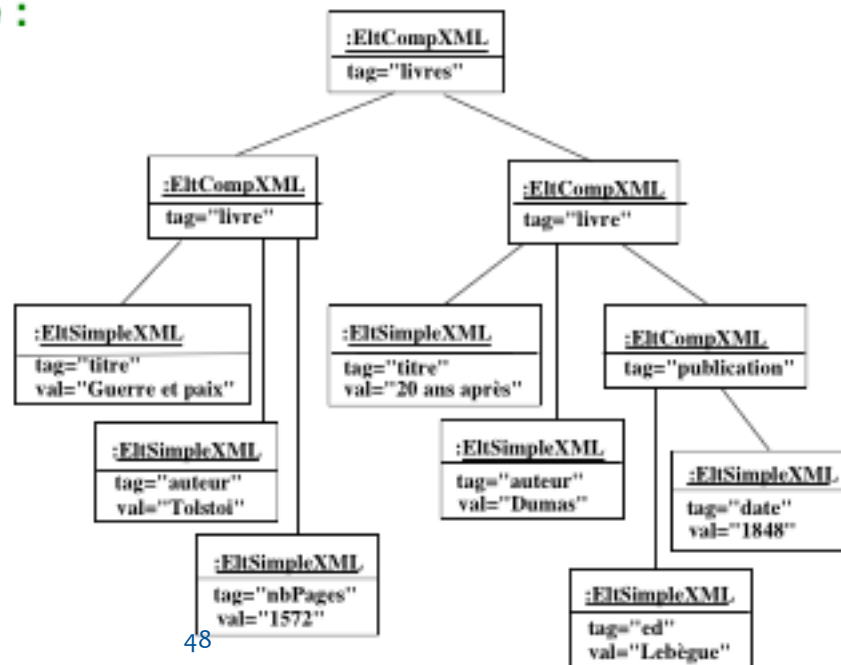 :
:EltCompXML
tag="livres"
:EltCompXML
tag="livre"
:EltCompXML
tag="livre"
:EltSimpleXML
tag="titre"
val="Guerre et paix"
:EltSimpleXML
tag="titre"
val="20 ans après"
:EltCompXML
tag="publication"
:EltSimpleXML
tag="auteur"
val="Tolstoi"
:EltSimpleXML
tag="auteur"
val="Dumas"
:EltSimpleXML
tag="date"
val="1848"
:EltSimpleXML
tag="nbPages"
val="1572"
:EltSimpleXML
tag="ed"
val="Lebègue"
48